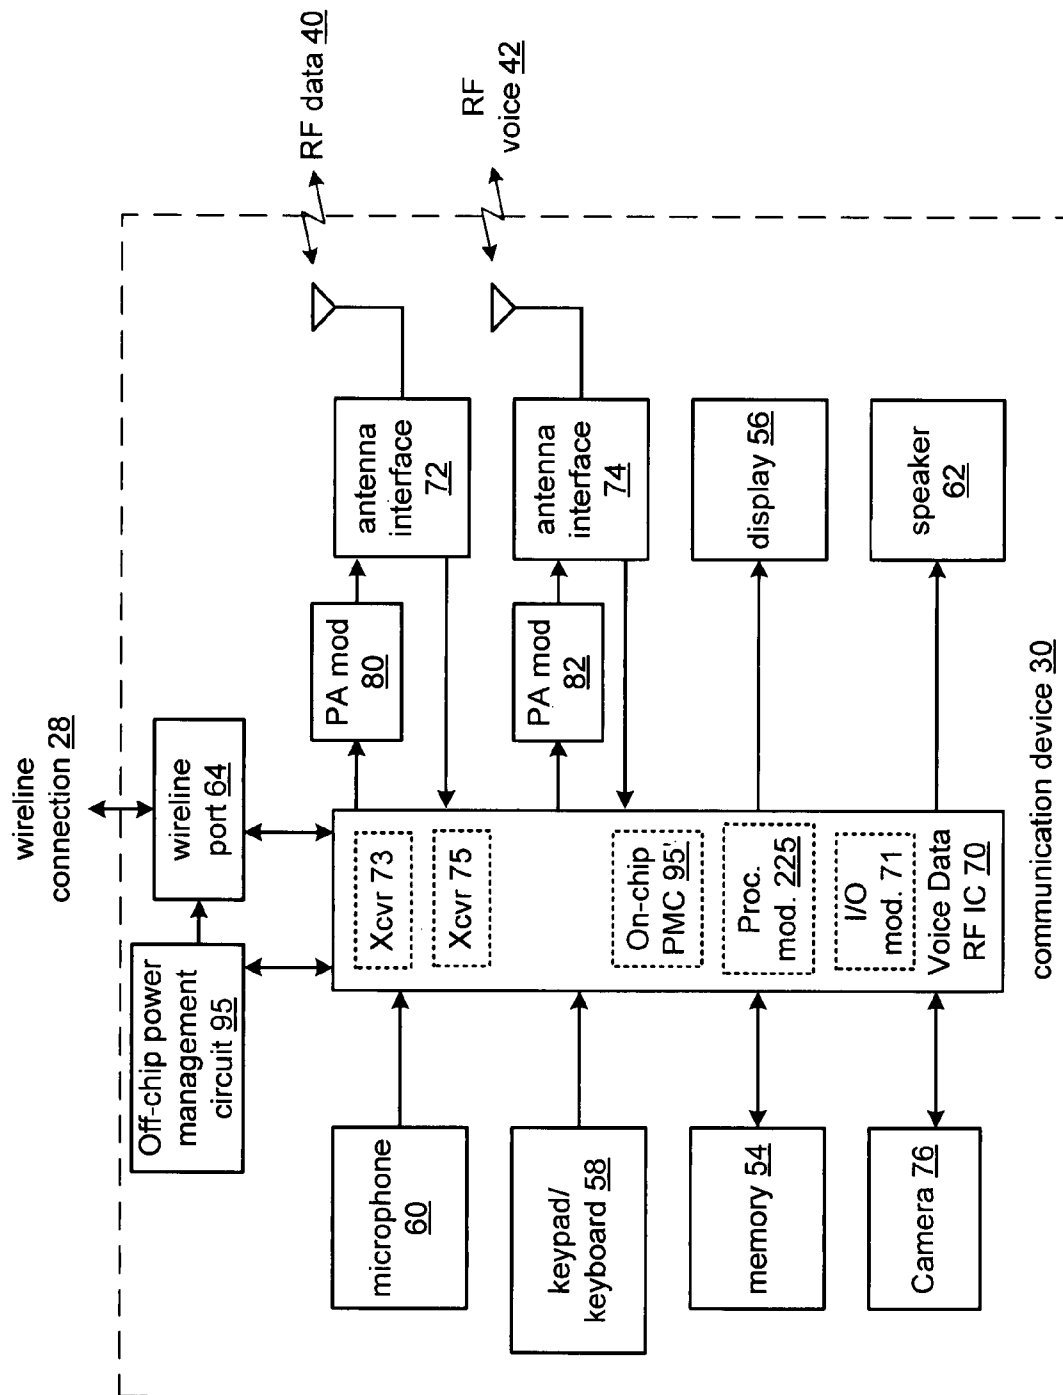 wireline
connection 28
Off-chip power
management
circuit 95
wireline
port 64
RF data 40
RF
voice 42
microphone
60
keypad/
keyboard 58
memory 54
Camera 76
Xcvr 73
Xcvr 75
On-chip
PMC 95'
Proc.
mod. 225
I/O
mod. 71
Voice Data
RF IC 70
PA mod
80
PA mod
82
antenna
interface
72
antenna
interface
74
display 56
speaker
62
communication device 30